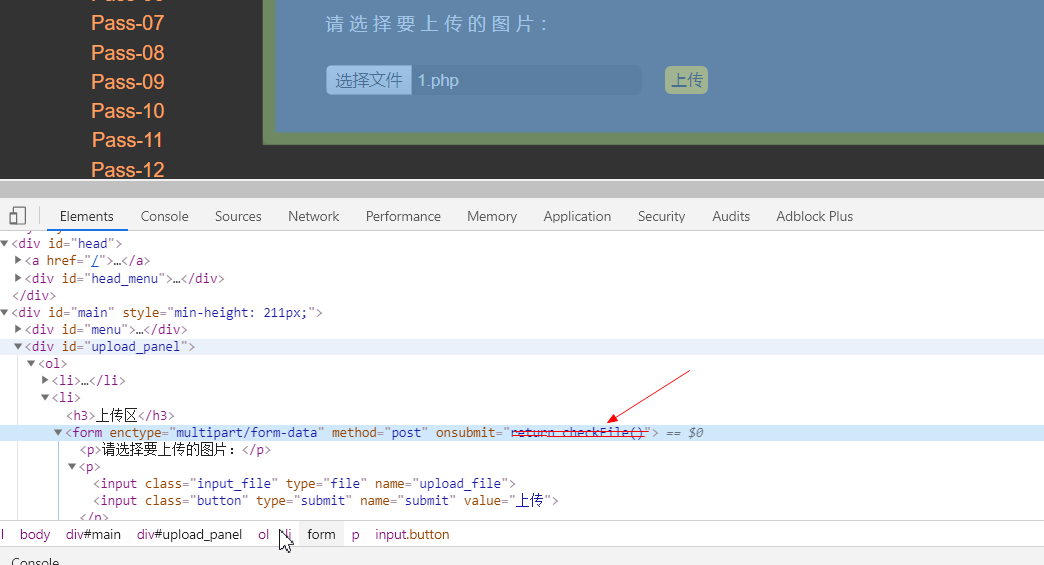 Pass-07
Pass-08
Pass-09
Pass-10
Pass-11
Pass-12
请选择要上传的图片：
选择文件 1.php 上传
Elements Console Sources Network Performance Memory Application Security Audits Adblock Plus
<div id="head">
<a href="/">…</a>
<div id="head_menu">…</div>
</div>
<div id="main" style="min-height: 211px;">
<div id="menu">…</div>
<div id="upload_panel">
<ol>
<li>…</li>
<li>
<h3>上传区</h3>
<form enctype="multipart/form-data" method="post" onsubmit="return checkFile()"> == $0
<p>请选择要上传的图片：</p>
<p>
<input class="input_file" type="file" name="upload_file">
<input class="button" type="submit" name="submit" value="上传">
</p>
l body div#main div#upload_panel ol li form p input.button
Console